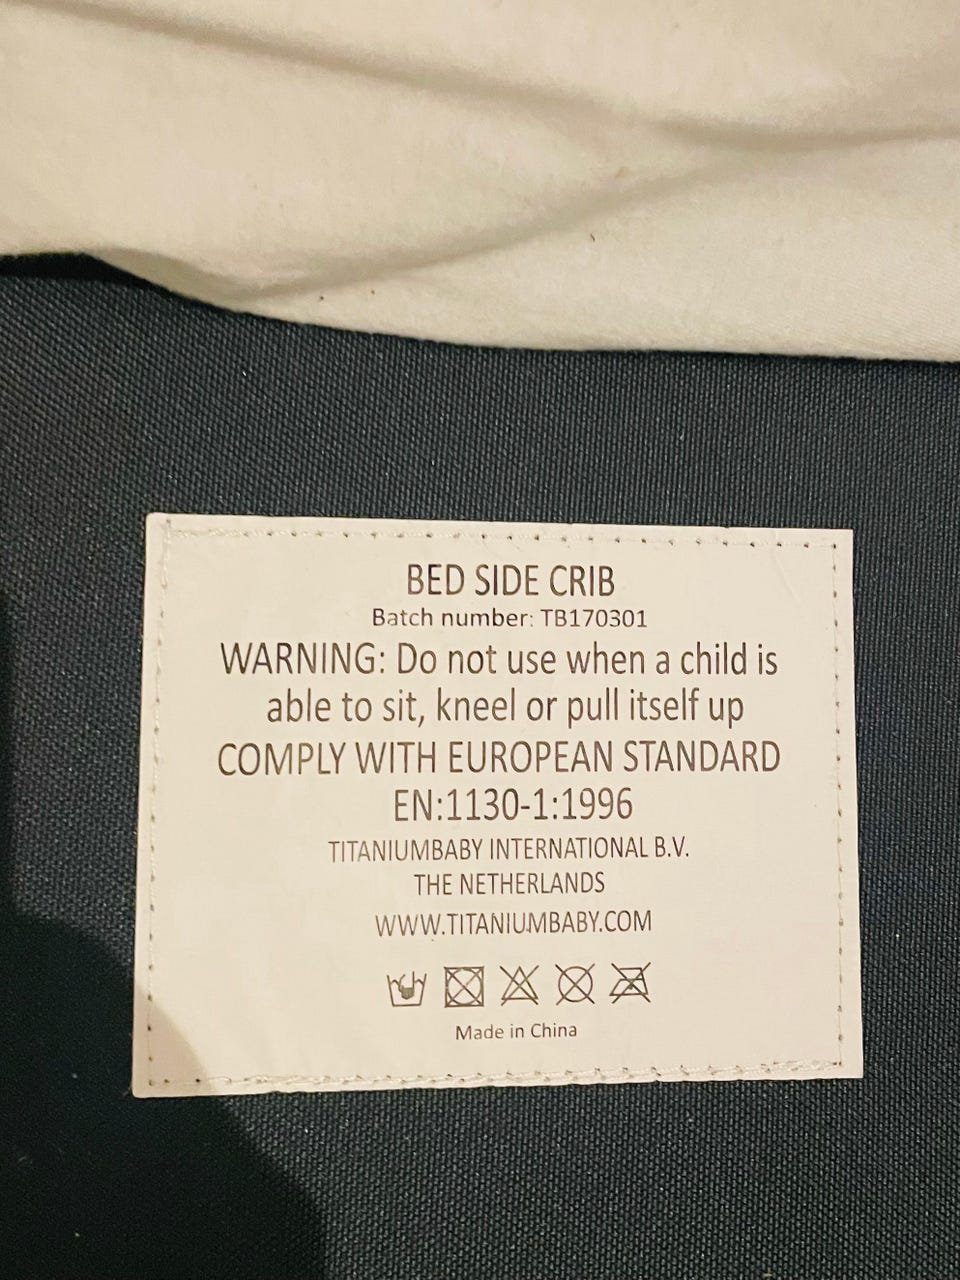 BED SIDE CRIB
Batch number: TB170301
WARNING: Do not use when a child is
able to sit, kneel or pull itself up
COMPLY WITH EUROPEAN STANDARD
EN:1130-1:1996
TITANIUMBABY INTERNATIONAL B.V.
THE NETHERLANDS
WWW.TITANIUMBABY.COM
Made in China